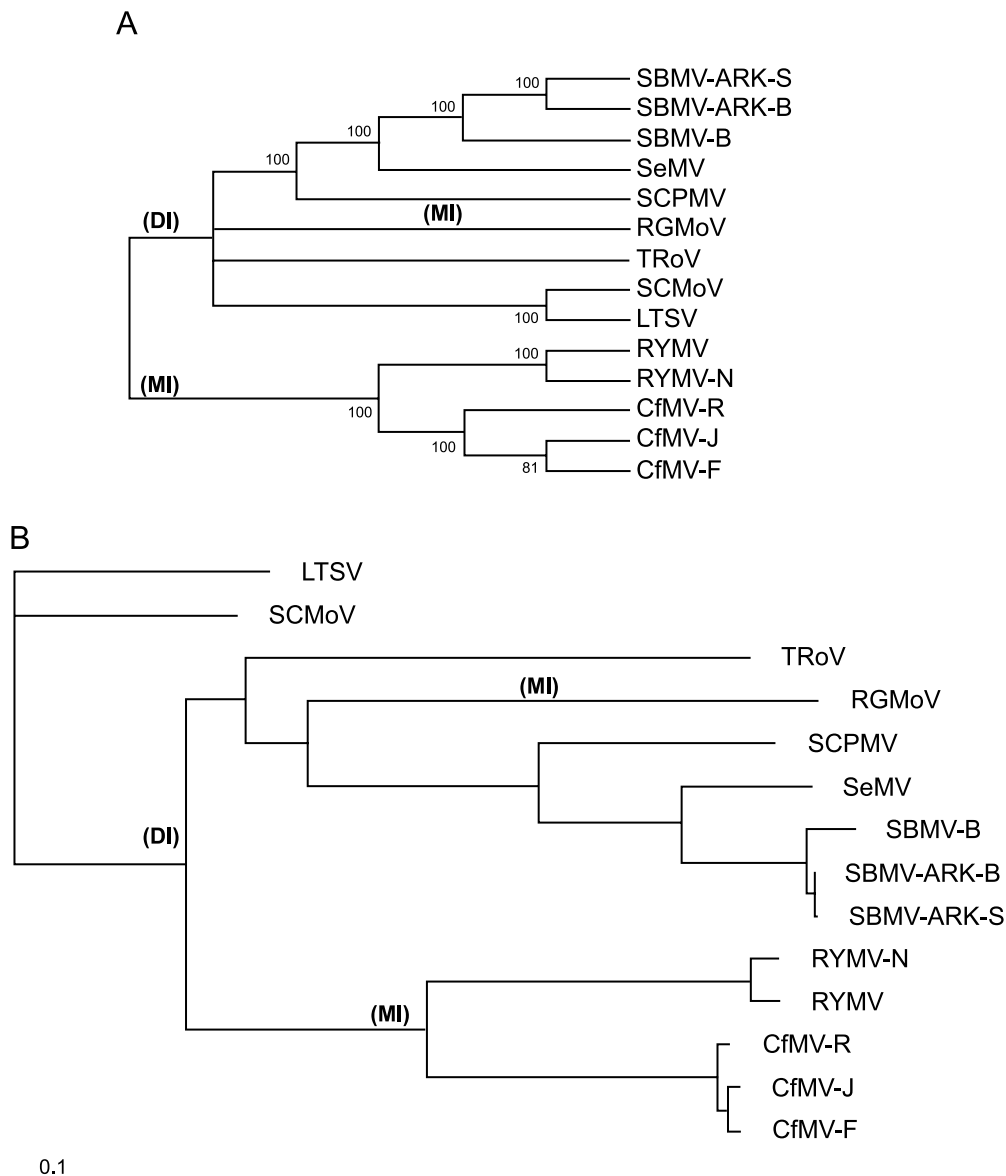 A
SBMV-ARK-S
100
SBMV-ARK-B
100
SBMV-B
100
SeMV
100
SCPMV
(DI)
(MI)
RGMoV
TRoV
SCMoV
100
LTSV
RYMV
100
RYMV-N
(MI)
100
CfMV-R
100
CfMV-J
81
CfMV-F
B
LTSV
SCMoV
TRoV
(MI)
RGMoV
SCPMV
SeMV
SBMV-B
(DI)
SBMV-ARK-B
SBMV-ARK-S
RYMV-N
RYMV
(MI)
CfMV-R
CfMV-J
CfMV-F
0.1